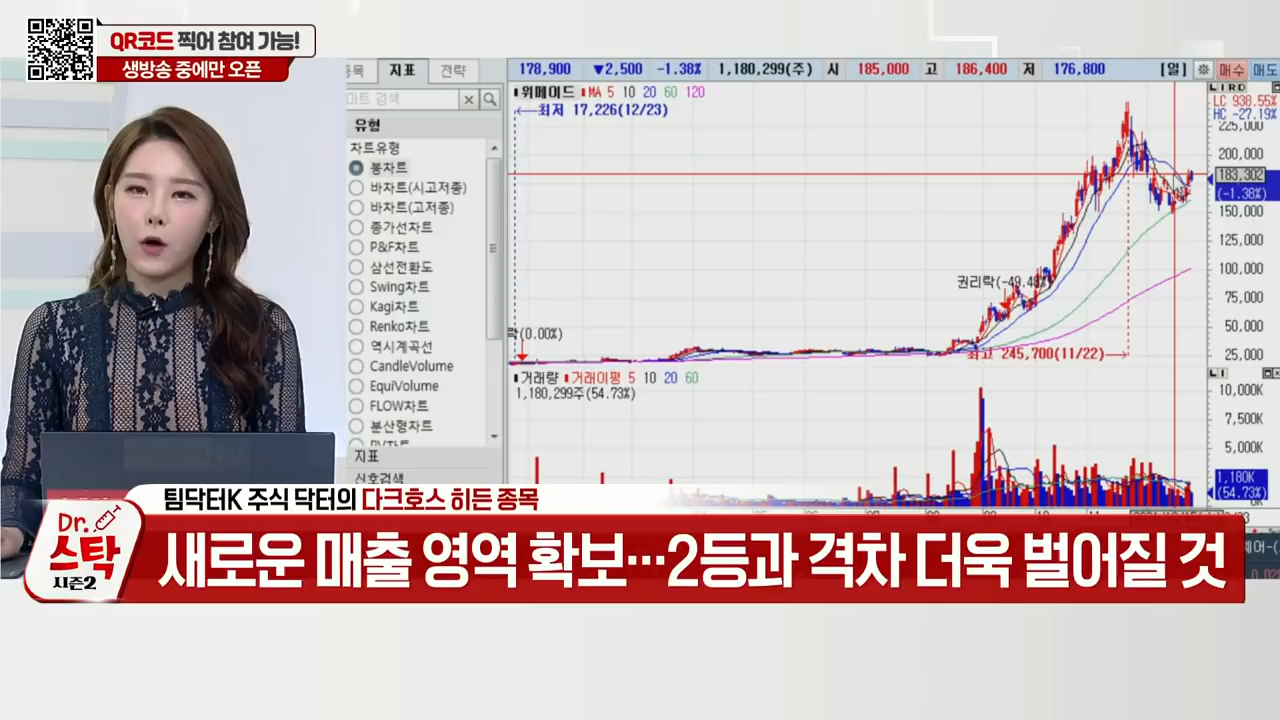 QR코드 찍어 참여 가능!
생방송 중에만 오픈
지표 전략
178,900 ▼2,500 -1.38% 1,180,299(주) 시 185,000 고 186,400 저 176,800 [일] 매수 매도
위메이드 MA 5 10 20 60 120
최저 17,226(12/23)
유형
차트유형
봉차트
바차트(시고저종)
바차트(고저종)
종가선차트
P&F차트
삼선전환도
Swing차트
Kagi차트
Renko차트
역시계곡선
CandleVolume
EquiVolume
FLOW차트
분산형차트
지표
신호검색
LC 938.55%
HC -27.19%
225,000
200,000
183,302
(-1.38%)
150,000
125,000
100,000
75,000
50,000
25,000
권리락(-49.48%)
(0.00%)
최고 245,700(11/22)
거래량 거래이평 5 10 20 60
1,180,299주(54.73%)
10,000K
7,500K
5,000K
1,180K
(54.73%)
팀닥터K 주식 닥터의 다크호스 히든 종목
Dr.
스탁
시즌2
새로운 매출 영역 확보…2등과 격차 더욱 벌어질 것